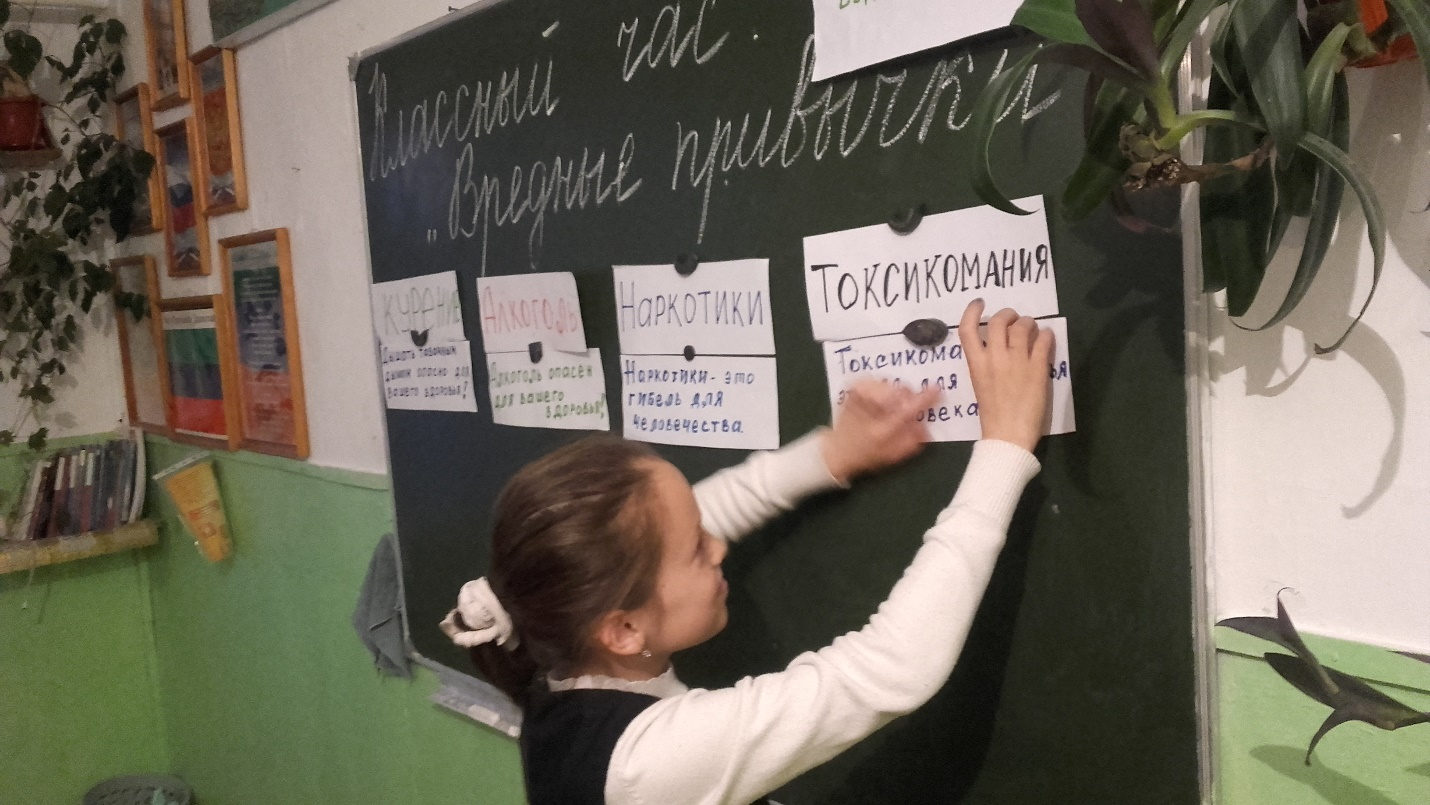 Классный час.
„Вредные привычки
КУРЕНИЕ
Дышать табачным
дымом опасно для
вашего здоровья!
Алкоголь
Алкоголь опасен
для вашего
здоровья!
Наркотики
Наркотики - это
гибель для
человечества.
Токсикомания